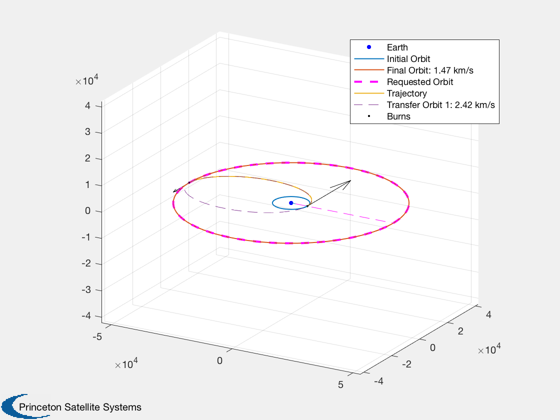 Earth
Initial Orbit
Final Orbit: 1.47 km/s
Requested Orbit
Trajectory
Transfer Orbit 1: 2.42 km/s
Burns
×10⁴
4
3
2
1
0
-1
-2
-3
-4
-5
0
5
×10⁴
-4
-2
0
2
4
×10⁴
Princeton Satellite Systems